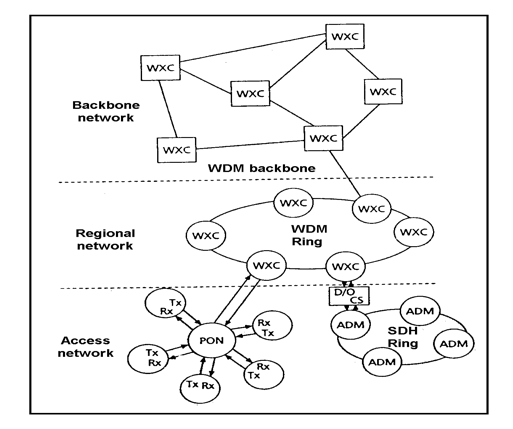 WXC
WXC
WXC
WXC
Backbone
network
WXC
WXC
WDM backbone
WXC
WXC
Regional
network
WXC
WDM
Ring
WXC
WXC
WXC
D/O
CS
Tx
Rx
ADM
ADM
Rx
Tx
SDH
Ring
Access
network
PON
Tx
Rx
ADM
ADM
Rx
Tx
Tx Rx